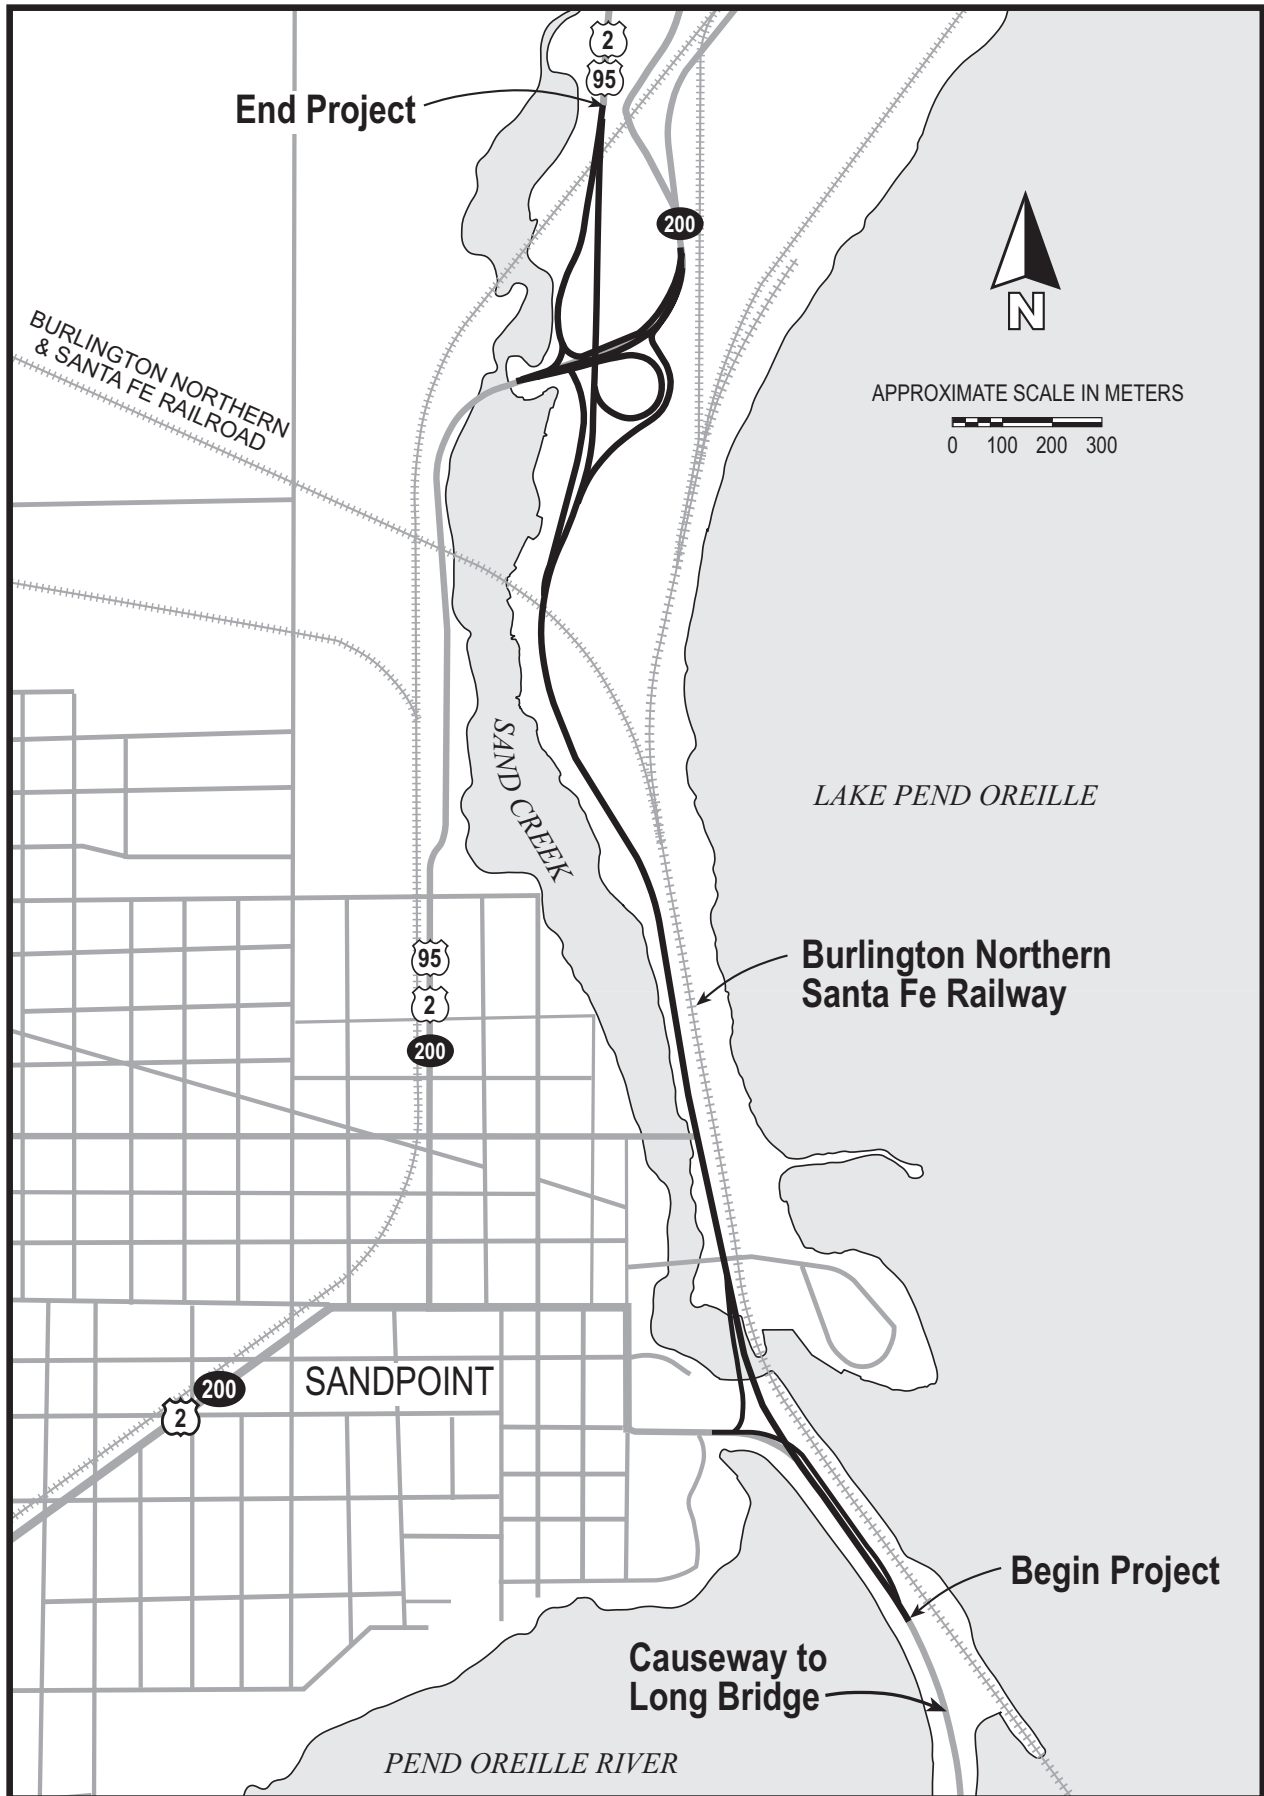 2
95
End Project
200
N
BURLINGTON NORTHERN
& SANTA FE RAILROAD
APPROXIMATE SCALE IN METERS
0 100 200 300
SAND CREEK
LAKE PEND OREILLE
95
2
200
Burlington Northern
Santa Fe Railway
200
2
SANDPOINT
Begin Project
Causeway to
Long Bridge
PEND OREILLE RIVER